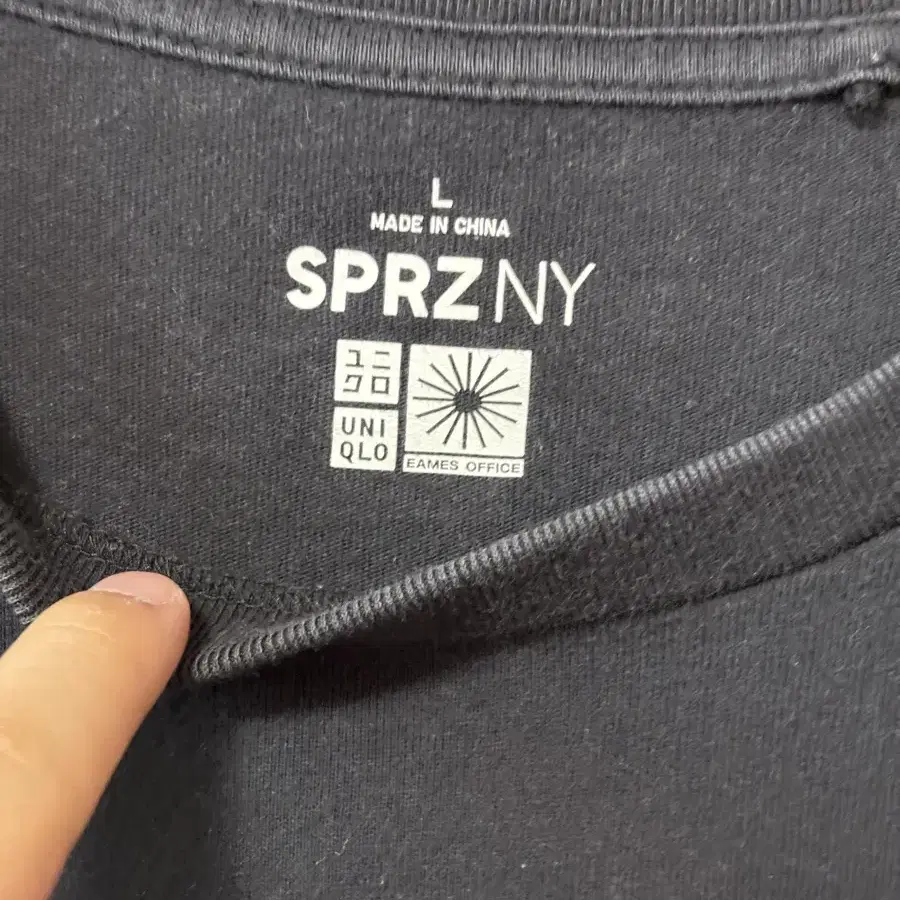 L
MADE IN CHINA
SPRZ NY
ユニ
クロ
UNI
QLO
EAMES OFFICE